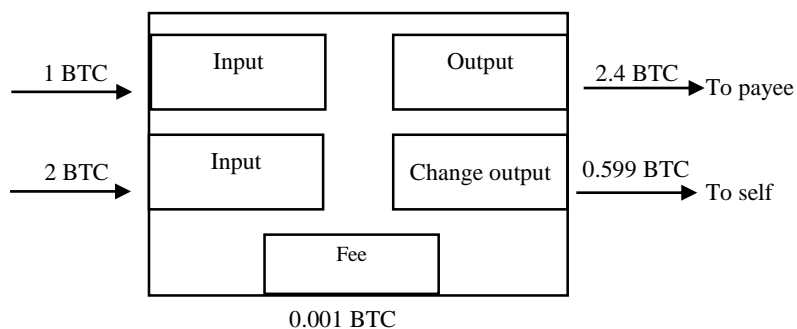 1 BTC
Input
Output
2.4 BTC
To payee
2 BTC
Input
Change output
0.599 BTC
To self
Fee
0.001 BTC